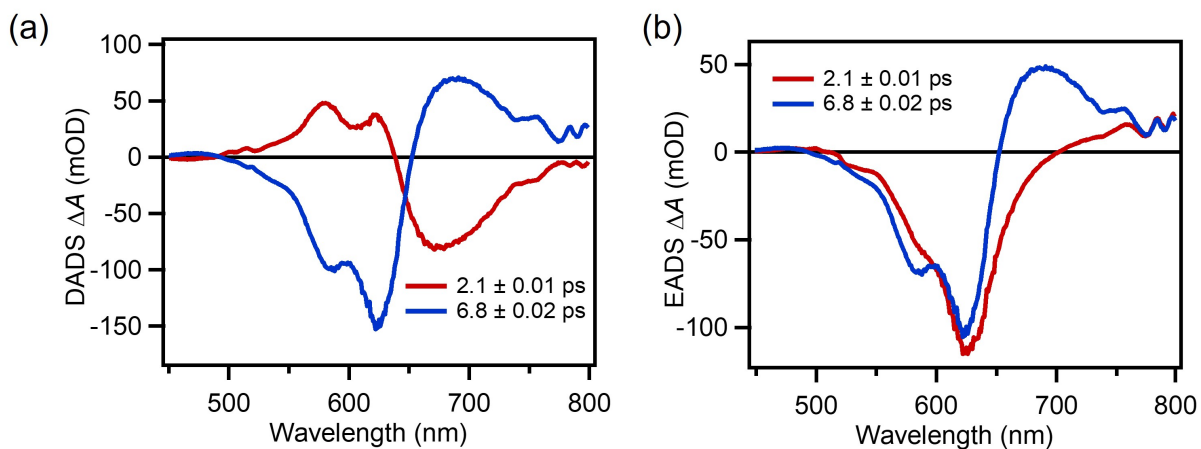 (a)
DADS ΔA (mOD)
100
50
0
-50
-100
-150
2.1 ± 0.01 ps
6.8 ± 0.02 ps
500
600
700
800
Wavelength (nm)
(b)
EADS ΔA (mOD)
50
0
-50
-100
2.1 ± 0.01 ps
6.8 ± 0.02 ps
500
600
700
800
Wavelength (nm)